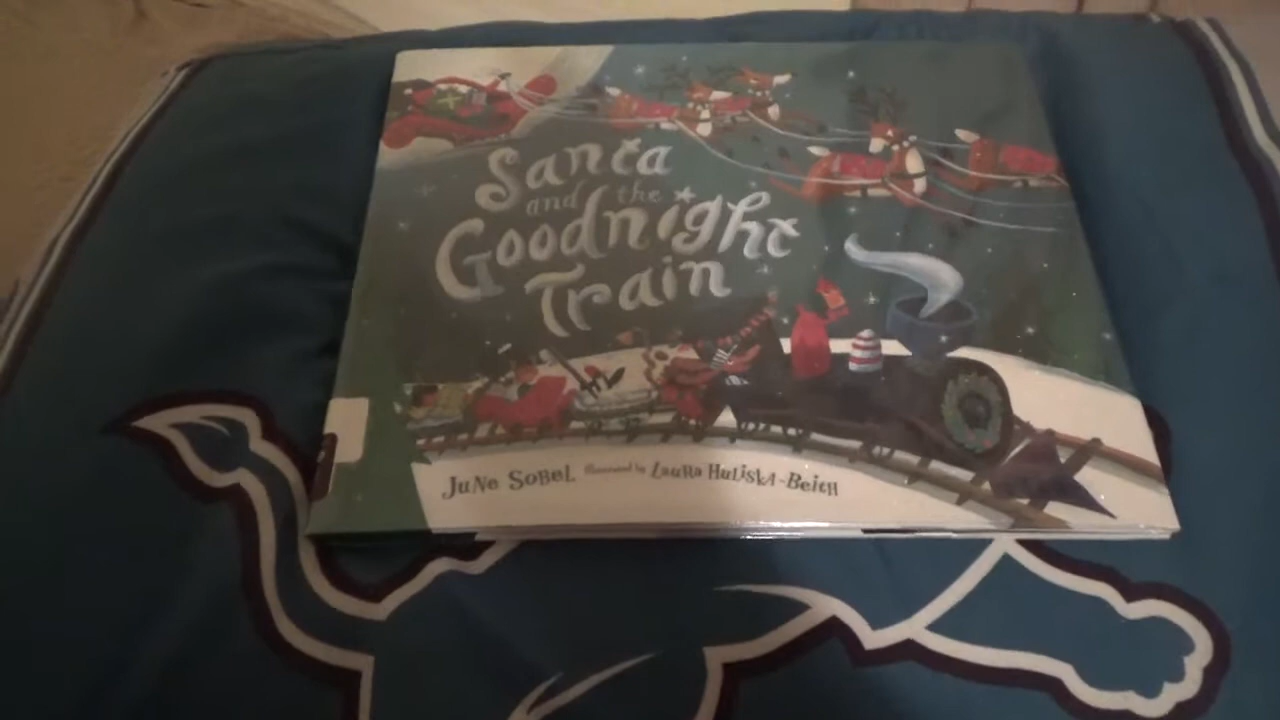 Santa
and the
Goodnight
Train
June Sobel Illustrated by Laura Huliska-Beith